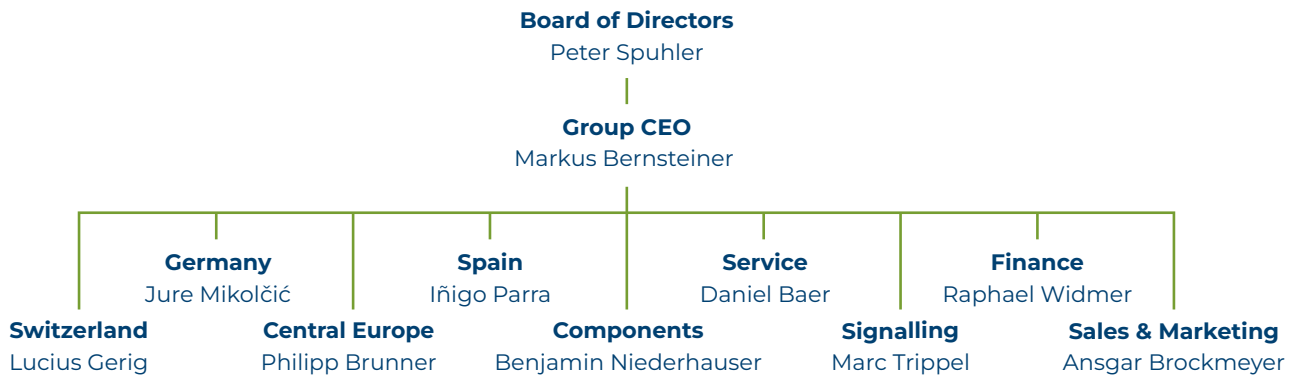 Board of Directors
Peter Spuhler
Group CEO
Markus Bernsteiner
Germany
Jure Mikolčić
Spain
Iñigo Parra
Service
Daniel Baer
Finance
Raphael Widmer
Switzerland
Lucius Gerig
Central Europe
Philipp Brunner
Components
Benjamin Niederhauser
Signalling
Marc Trippel
Sales & Marketing
Ansgar Brockmeyer